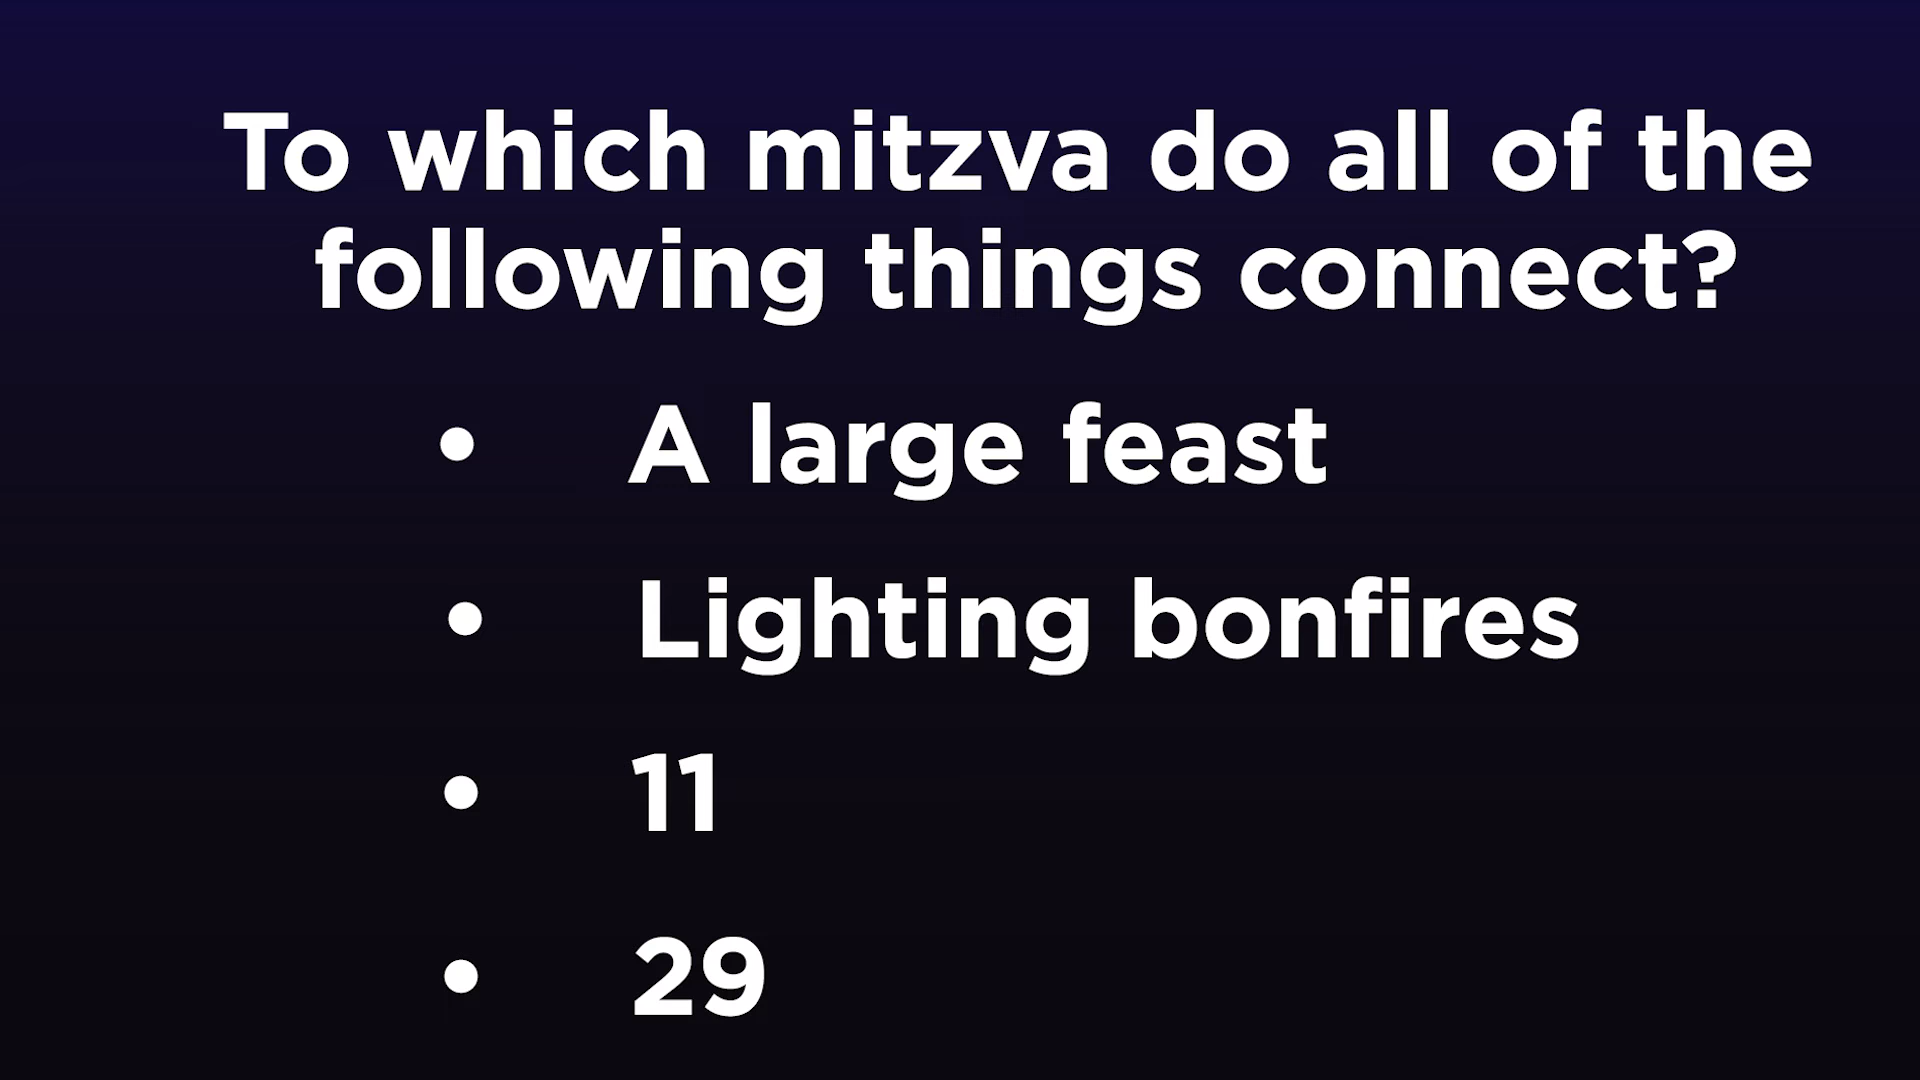 To which mitzva do all of the
following things connect?
• A large feast
• Lighting bonfires
• 11
• 29